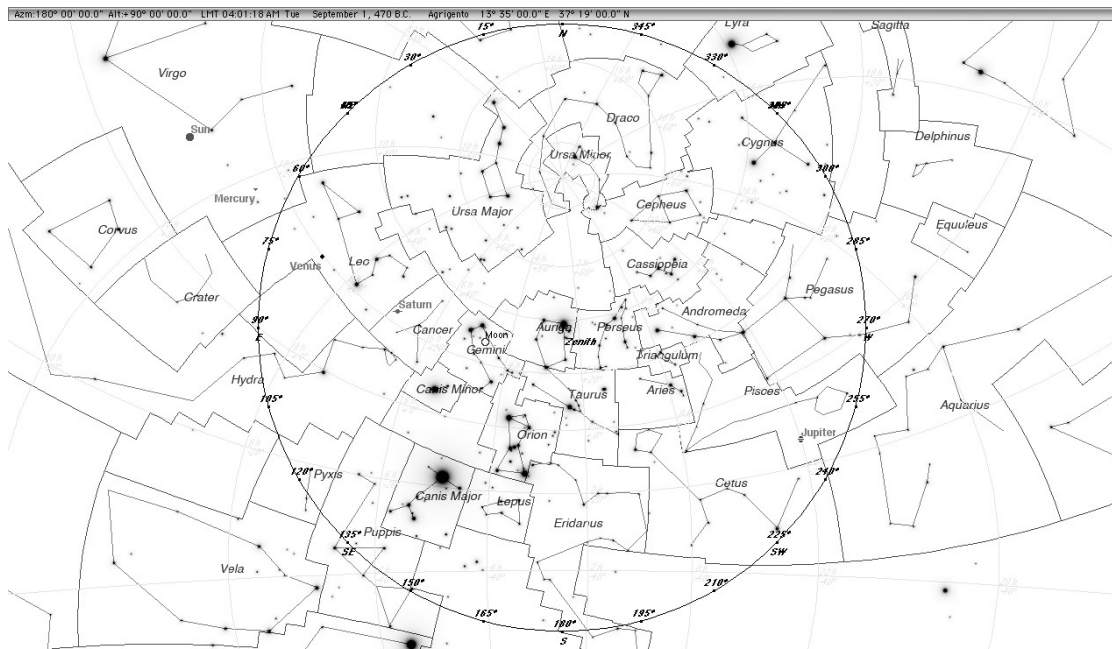 Azm:180° 00' 00.0" Alt:+90° 00' 00.0" LMT 04:01:18 AM Tue September 1, 470 B.C. Agrigento 13° 35' 00.0" E 37° 19' 00.0" N
15° N 345° Lyra Sagitta
Virgo 30° 330°
Draco
Sun Ursa Minor Cygnus Delphinus
60° 300°
Mercury Ursa Major Cepheus
Corvus 75° 285° Equuleus
Venus Leo Cassiopeia Pegasus
Crater Saturn Andromeda
90° E Cancer Moon Gemini Auriga Zenith Perseus 270° W
Triangulum
Hydra Canis Minor Taurus Aries Pisces
105° 255° Aquarius
Orion Jupiter
120° Pyxis 240°
Canis Major Lepus Cetus
Eridanus
Puppis
135° SE 225° SW
Vela
150° 210°
165° 180° S 195°